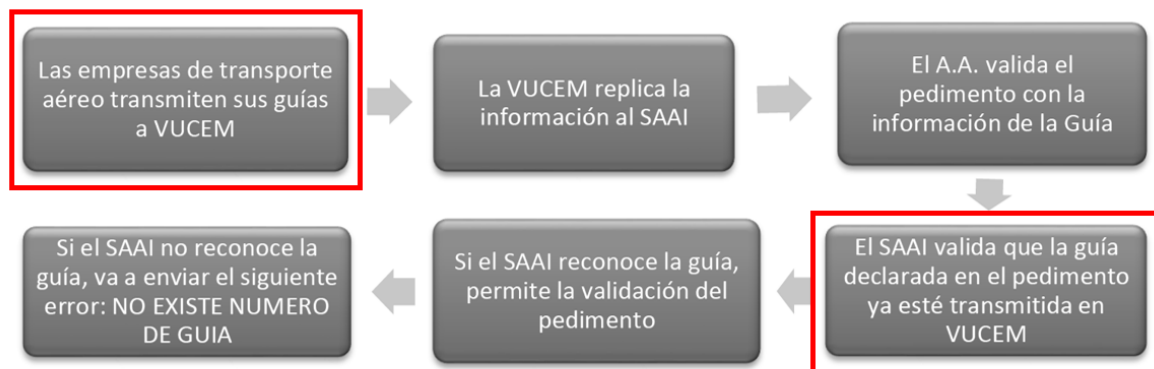 Las empresas de transporte
aéreo transmiten sus guías
a VUCEM
La VUCEM replica la
información al SAAI
El A.A. valida el
pedimento con la
información de la Guía
El SAAI valida que la guía
declarada en el pedimento
ya esté transmitida en
VUCEM
Si el SAAI reconoce la guía,
permite la validación del
pedimento
Si el SAAI no reconoce la
guía, va a enviar el siguiente
error: NO EXISTE NUMERO
DE GUIA